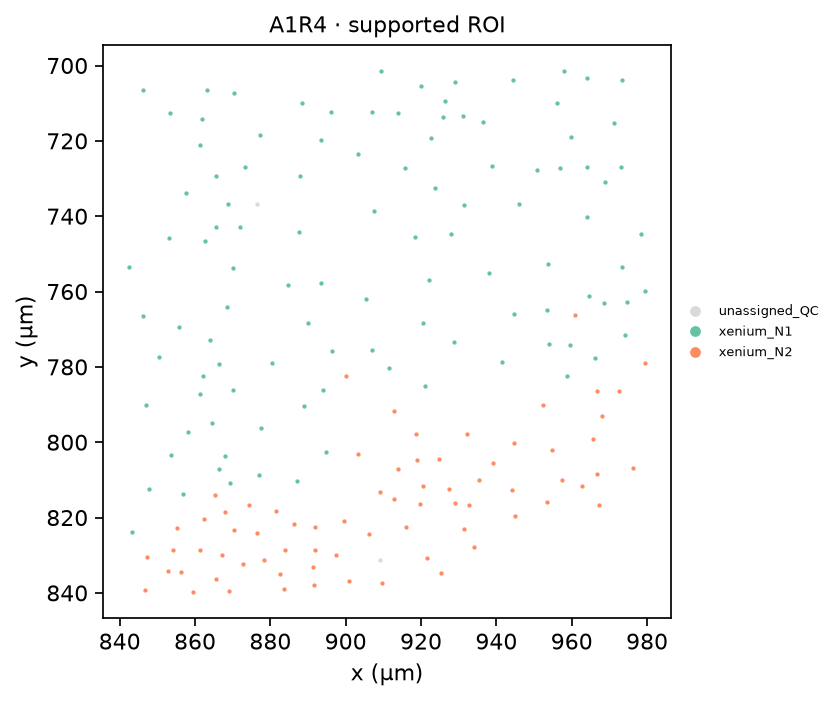 A1R4 · supported ROI
700
720
740
760
780
800
820
840
y (μm)
840
860
880
900
920
940
960
980
x (μm)
unassigned_QC
xenium_N1
xenium_N2